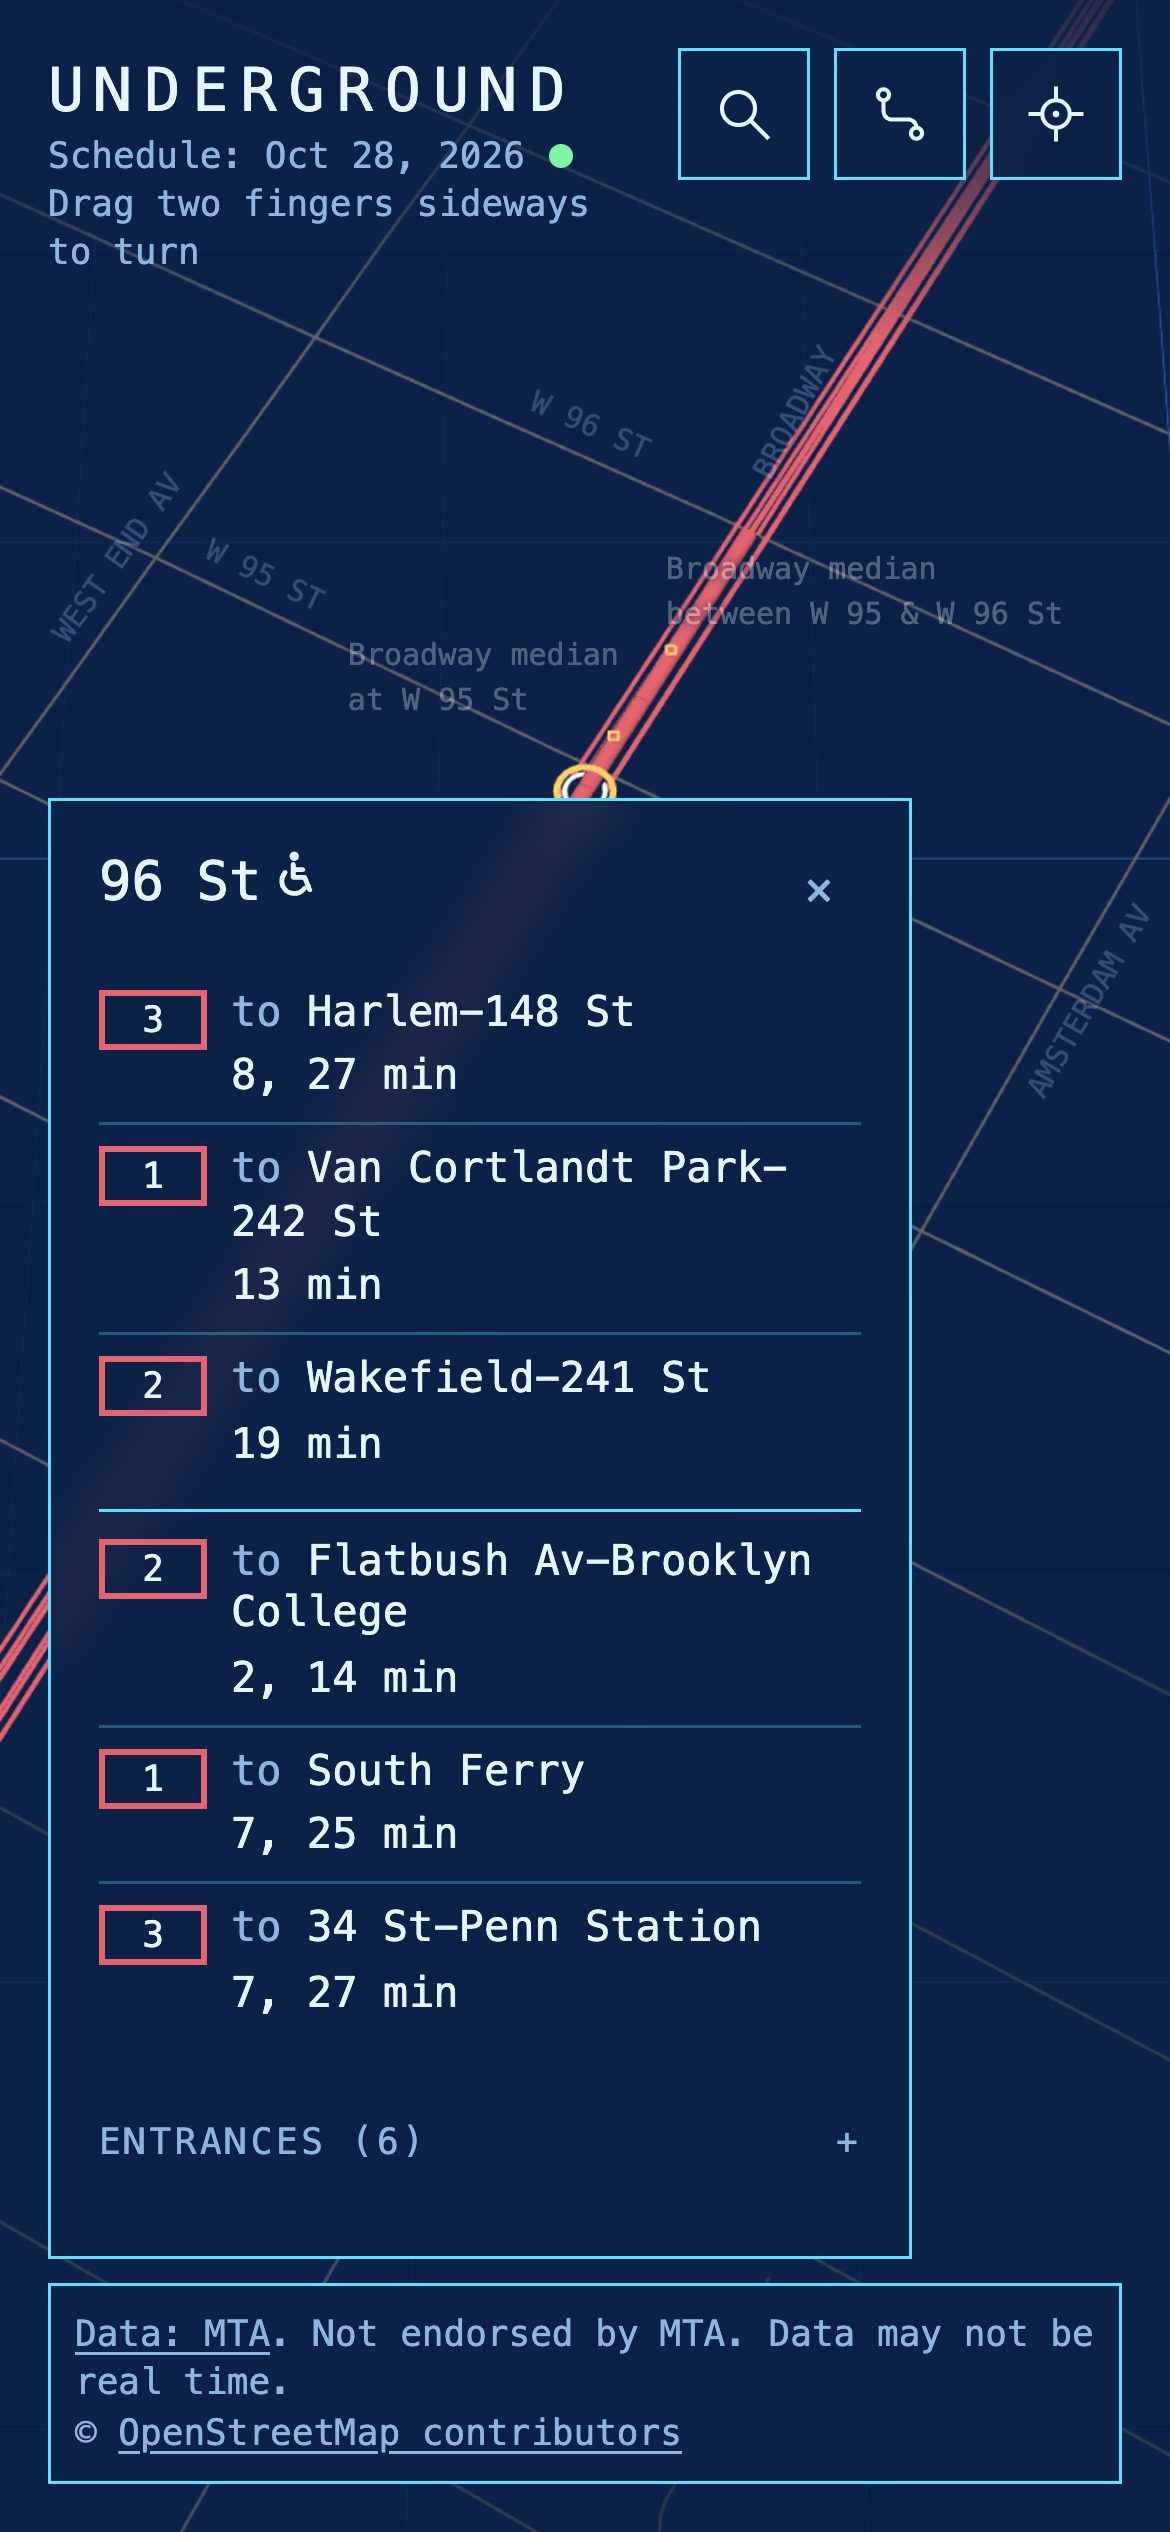 UNDERGROUND
Schedule: Oct 28, 2026
Drag two fingers sideways
to turn
W 96 ST
BROADWAY
WEST END AV
W 95 ST
Broadway median
between W 95 & W 96 St
Broadway median
at W 95 St
AMSTERDAM AV
96 St
×
3 to Harlem–148 St
8, 27 min
1 to Van Cortlandt Park–
242 St
13 min
2 to Wakefield–241 St
19 min
2 to Flatbush Av–Brooklyn
College
2, 14 min
1 to South Ferry
7, 25 min
3 to 34 St–Penn Station
7, 27 min
ENTRANCES (6) +
Data: MTA. Not endorsed by MTA. Data may not be
real time.
© OpenStreetMap contributors